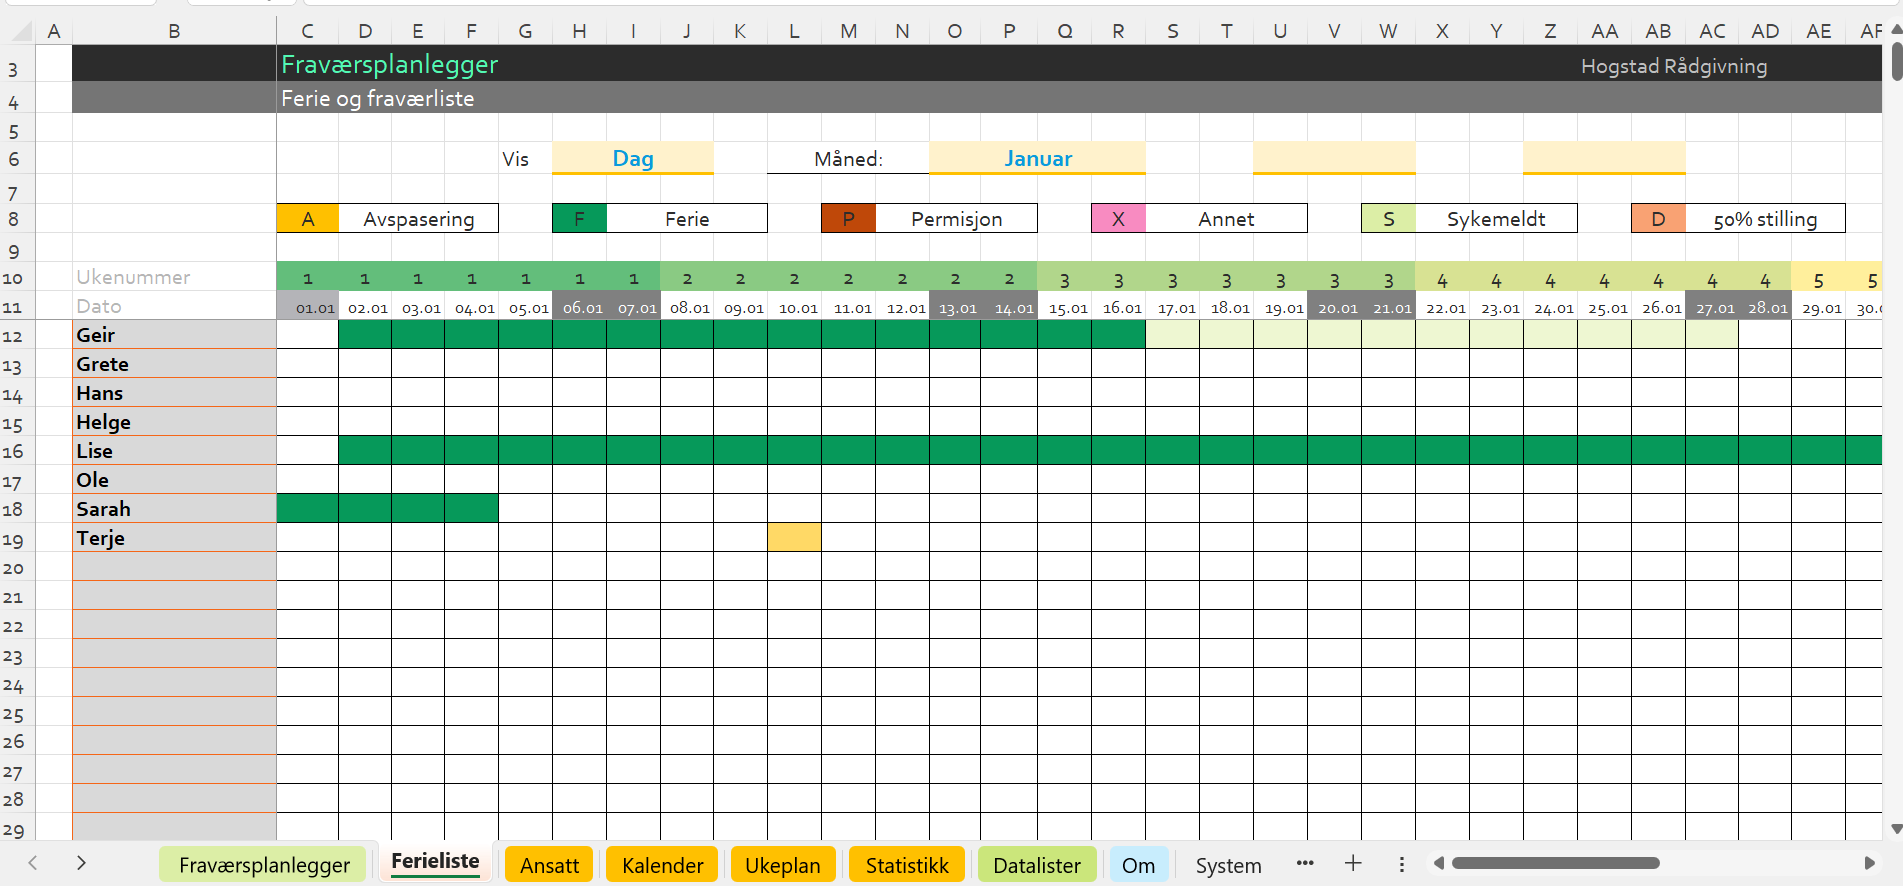 A B C D E F G H I J K L M N O P Q R S T U V W X Y Z AA AB AC AD AE AF
3 Fraværsplanlegger Hogstad Rådgivning
4 Ferie og fraværliste
5
6 Vis Dag Måned: Januar
7
8 A Avspasering F Ferie P Permisjon X Annet S Sykemeldt D 50% stilling
9
10 Ukenummer 1 1 1 1 1 1 1 2 2 2 2 2 2 2 3 3 3 3 3 3 3 4 4 4 4 4 4 4 5 5
11 Dato 01.01 02.01 03.01 04.01 05.01 06.01 07.01 08.01 09.01 10.01 11.01 12.01 13.01 14.01 15.01 16.01 17.01 18.01 19.01 20.01 21.01 22.01 23.01 24.01 25.01 26.01 27.01 28.01 29.01 30.0
12 Geir
13 Grete
14 Hans
15 Helge
16 Lise
17 Ole
18 Sarah
19 Terje
20
21
22
23
24
25
26
27
28
29
Fraværsplanlegger Ferieliste Ansatt Kalender Ukeplan Statistikk Datalister Om System